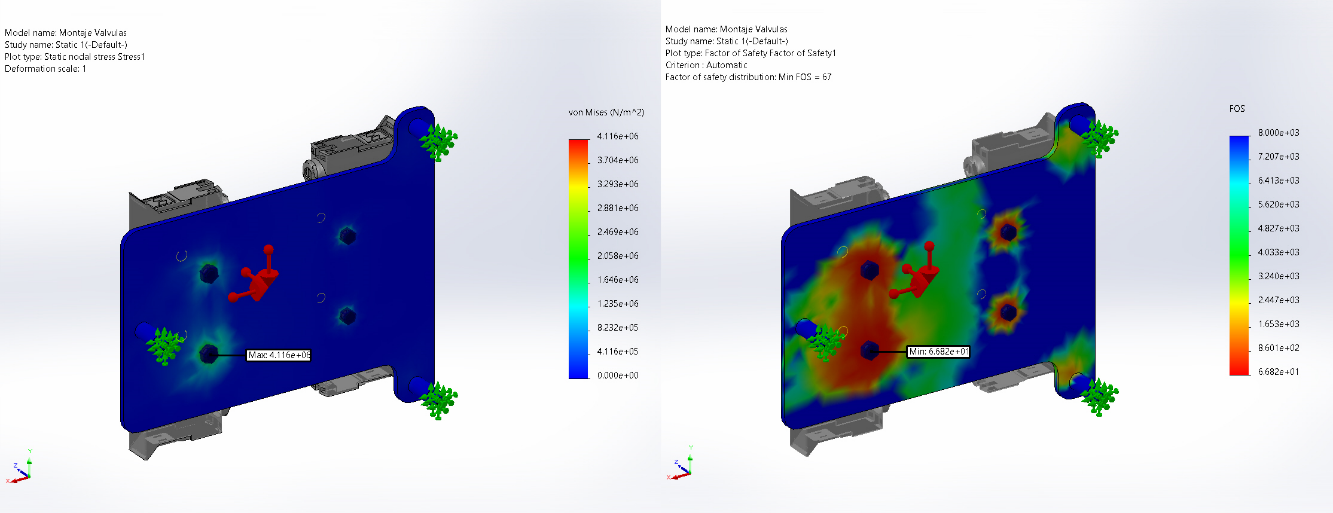 Model name: Montaje Valvulas
Study name: Static 1(-Default-)
Plot type: Static nodal stress Stress1
Deformation scale: 1
von Mises (N/m^2)
4.116e+06
3.704e+06
3.293e+06
2.881e+06
2.469e+06
2.058e+06
1.646e+06
1.235e+06
8.232e+05
4.116e+05
0.000e+00
Max: 4.116e+06
Y
Z
X
Model name: Montaje Valvulas
Study name: Static 1(-Default-)
Plot type: Factor of Safety Factor of Safety1
Criterion : Automatic
Factor of safety distribution: Min FOS = 67
FOS
8.000e+03
7.207e+03
6.413e+03
5.620e+03
4.827e+03
4.033e+03
3.240e+03
2.447e+03
1.653e+03
8.601e+02
6.682e+01
Min: 6.682e+01
Y
Z
X